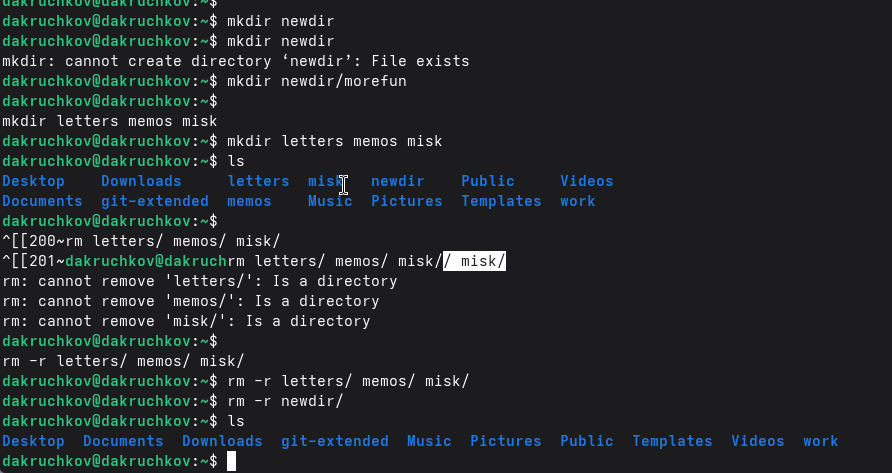 dakruchkov@dakruchkov:~$
dakruchkov@dakruchkov:~$ mkdir newdir
dakruchkov@dakruchkov:~$ mkdir newdir
mkdir: cannot create directory ‘newdir’: File exists
dakruchkov@dakruchkov:~$ mkdir newdir/morefun
dakruchkov@dakruchkov:~$
mkdir letters memos misk
dakruchkov@dakruchkov:~$ mkdir letters memos misk
dakruchkov@dakruchkov:~$ ls
Desktop    Downloads     letters  misk   newdir    Public     Videos
Documents  git-extended  memos    Music  Pictures  Templates  work
dakruchkov@dakruchkov:~$
^[[200~rm letters/ memos/ misk/
^[[201~dakruchkov@dakruchrm letters/ memos/ misk// misk/
rm: cannot remove 'letters/': Is a directory
rm: cannot remove 'memos/': Is a directory
rm: cannot remove 'misk/': Is a directory
dakruchkov@dakruchkov:~$
rm -r letters/ memos/ misk/
dakruchkov@dakruchkov:~$ rm -r letters/ memos/ misk/
dakruchkov@dakruchkov:~$ rm -r newdir/
dakruchkov@dakruchkov:~$ ls
Desktop  Documents  Downloads  git-extended  Music  Pictures  Public  Templates  Videos  work
dakruchkov@dakruchkov:~$